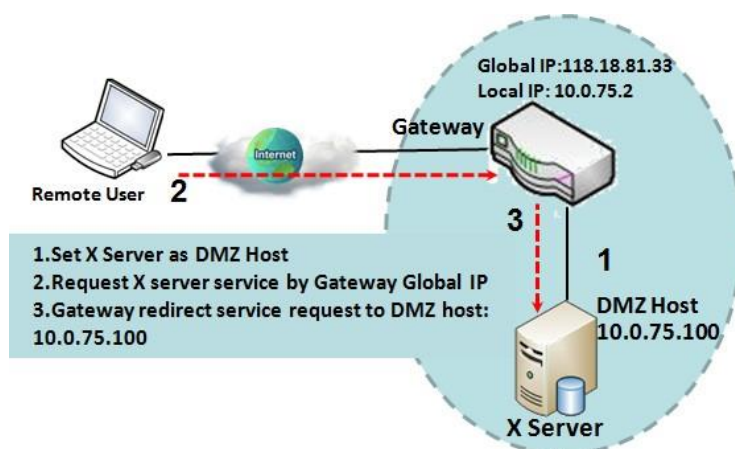 Global IP:118.18.81.33
Local IP: 10.0.75.2
Gateway
Internet
Remote User
2
3
1
1.Set X Server as DMZ Host
2.Request X server service by Gateway Global IP
3.Gateway redirect service request to DMZ host:
10.0.75.100
DMZ Host
10.0.75.100
X Server